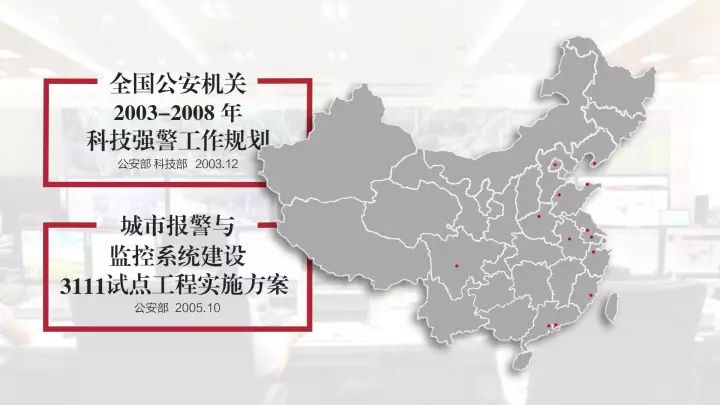 全国公安机关
2003-2008 年
科技强警工作规划
公安部 科技部 2003.12
城市报警与
监控系统建设
3111试点工程实施方案
公安部 2005.10